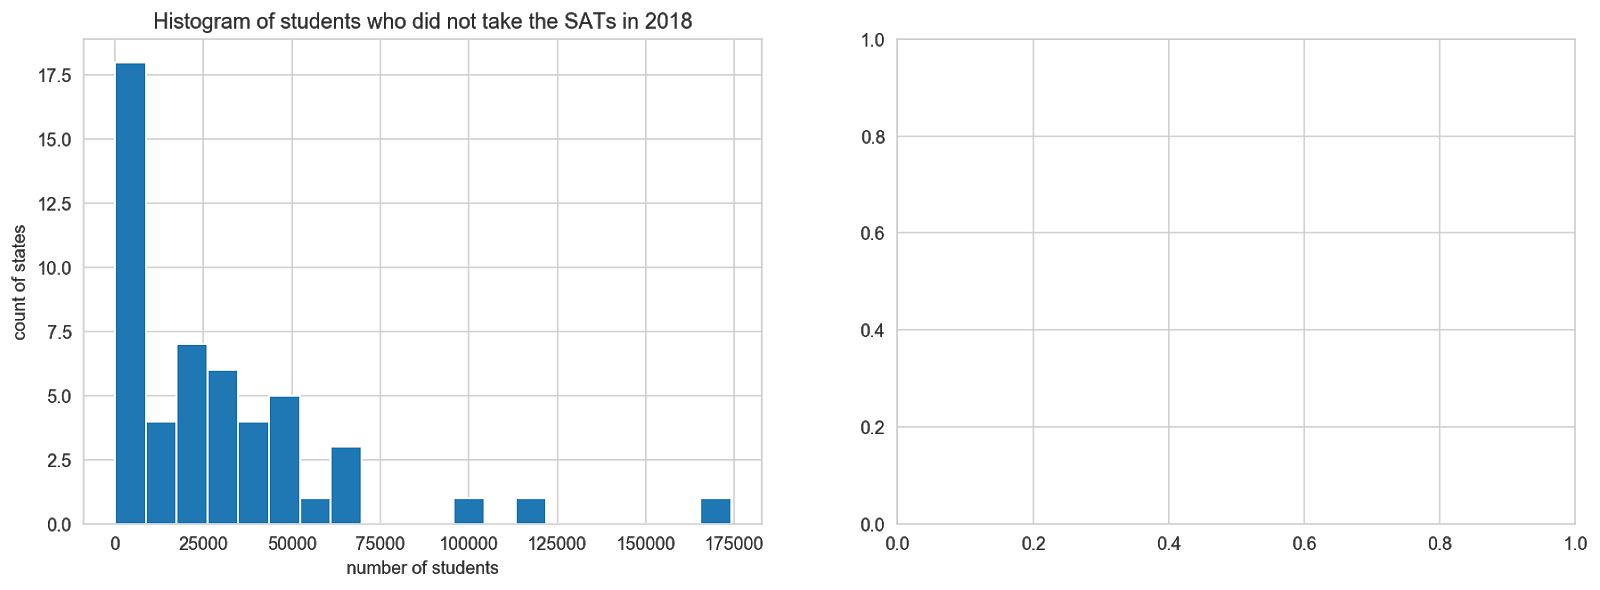 Histogram of students who did not take the SATs in 2018
count of states
17.5
15.0
12.5
10.0
7.5
5.0
2.5
0.0
0 25000 50000 75000 100000 125000 150000 175000
number of students
1.0
0.8
0.6
0.4
0.2
0.0
0.0 0.2 0.4 0.6 0.8 1.0